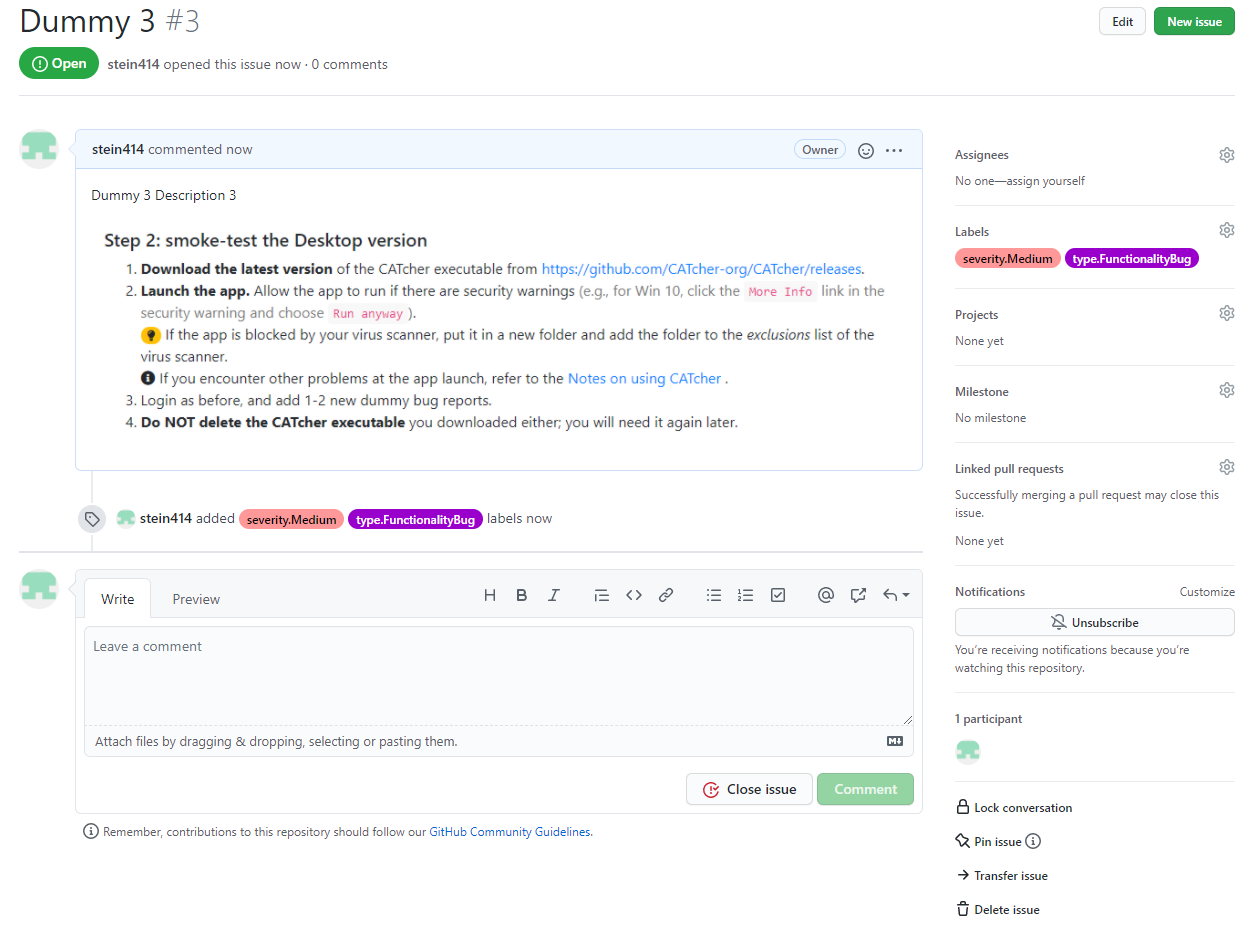 Dummy 3 #3
Edit
New issue
Open
stein414 opened this issue now · 0 comments
stein414 commented now
Owner
Dummy 3 Description 3
Step 2: smoke-test the Desktop version
1. Download the latest version of the CATcher executable from https://github.com/CATcher-org/CATcher/releases.
2. Launch the app. Allow the app to run if there are security warnings (e.g., for Win 10, click the More Info link in the
security warning and choose Run anyway ).
If the app is blocked by your virus scanner, put it in a new folder and add the folder to the exclusions list of the
virus scanner.
If you encounter other problems at the app launch, refer to the Notes on using CATcher .
3. Login as before, and add 1-2 new dummy bug reports.
4. Do NOT delete the CATcher executable you downloaded either; you will need it again later.
stein414 added severity.Medium type.FunctionalityBug labels now
Write
Preview
Leave a comment
Attach files by dragging & dropping, selecting or pasting them.
Close issue
Comment
Remember, contributions to this repository should follow our GitHub Community Guidelines.
Assignees
No one—assign yourself
Labels
severity.Medium type.FunctionalityBug
Projects
None yet
Milestone
No milestone
Linked pull requests
Successfully merging a pull request may close this
issue.
None yet
Notifications
Customize
Unsubscribe
You're receiving notifications because you're
watching this repository.
1 participant
Lock conversation
Pin issue
Transfer issue
Delete issue